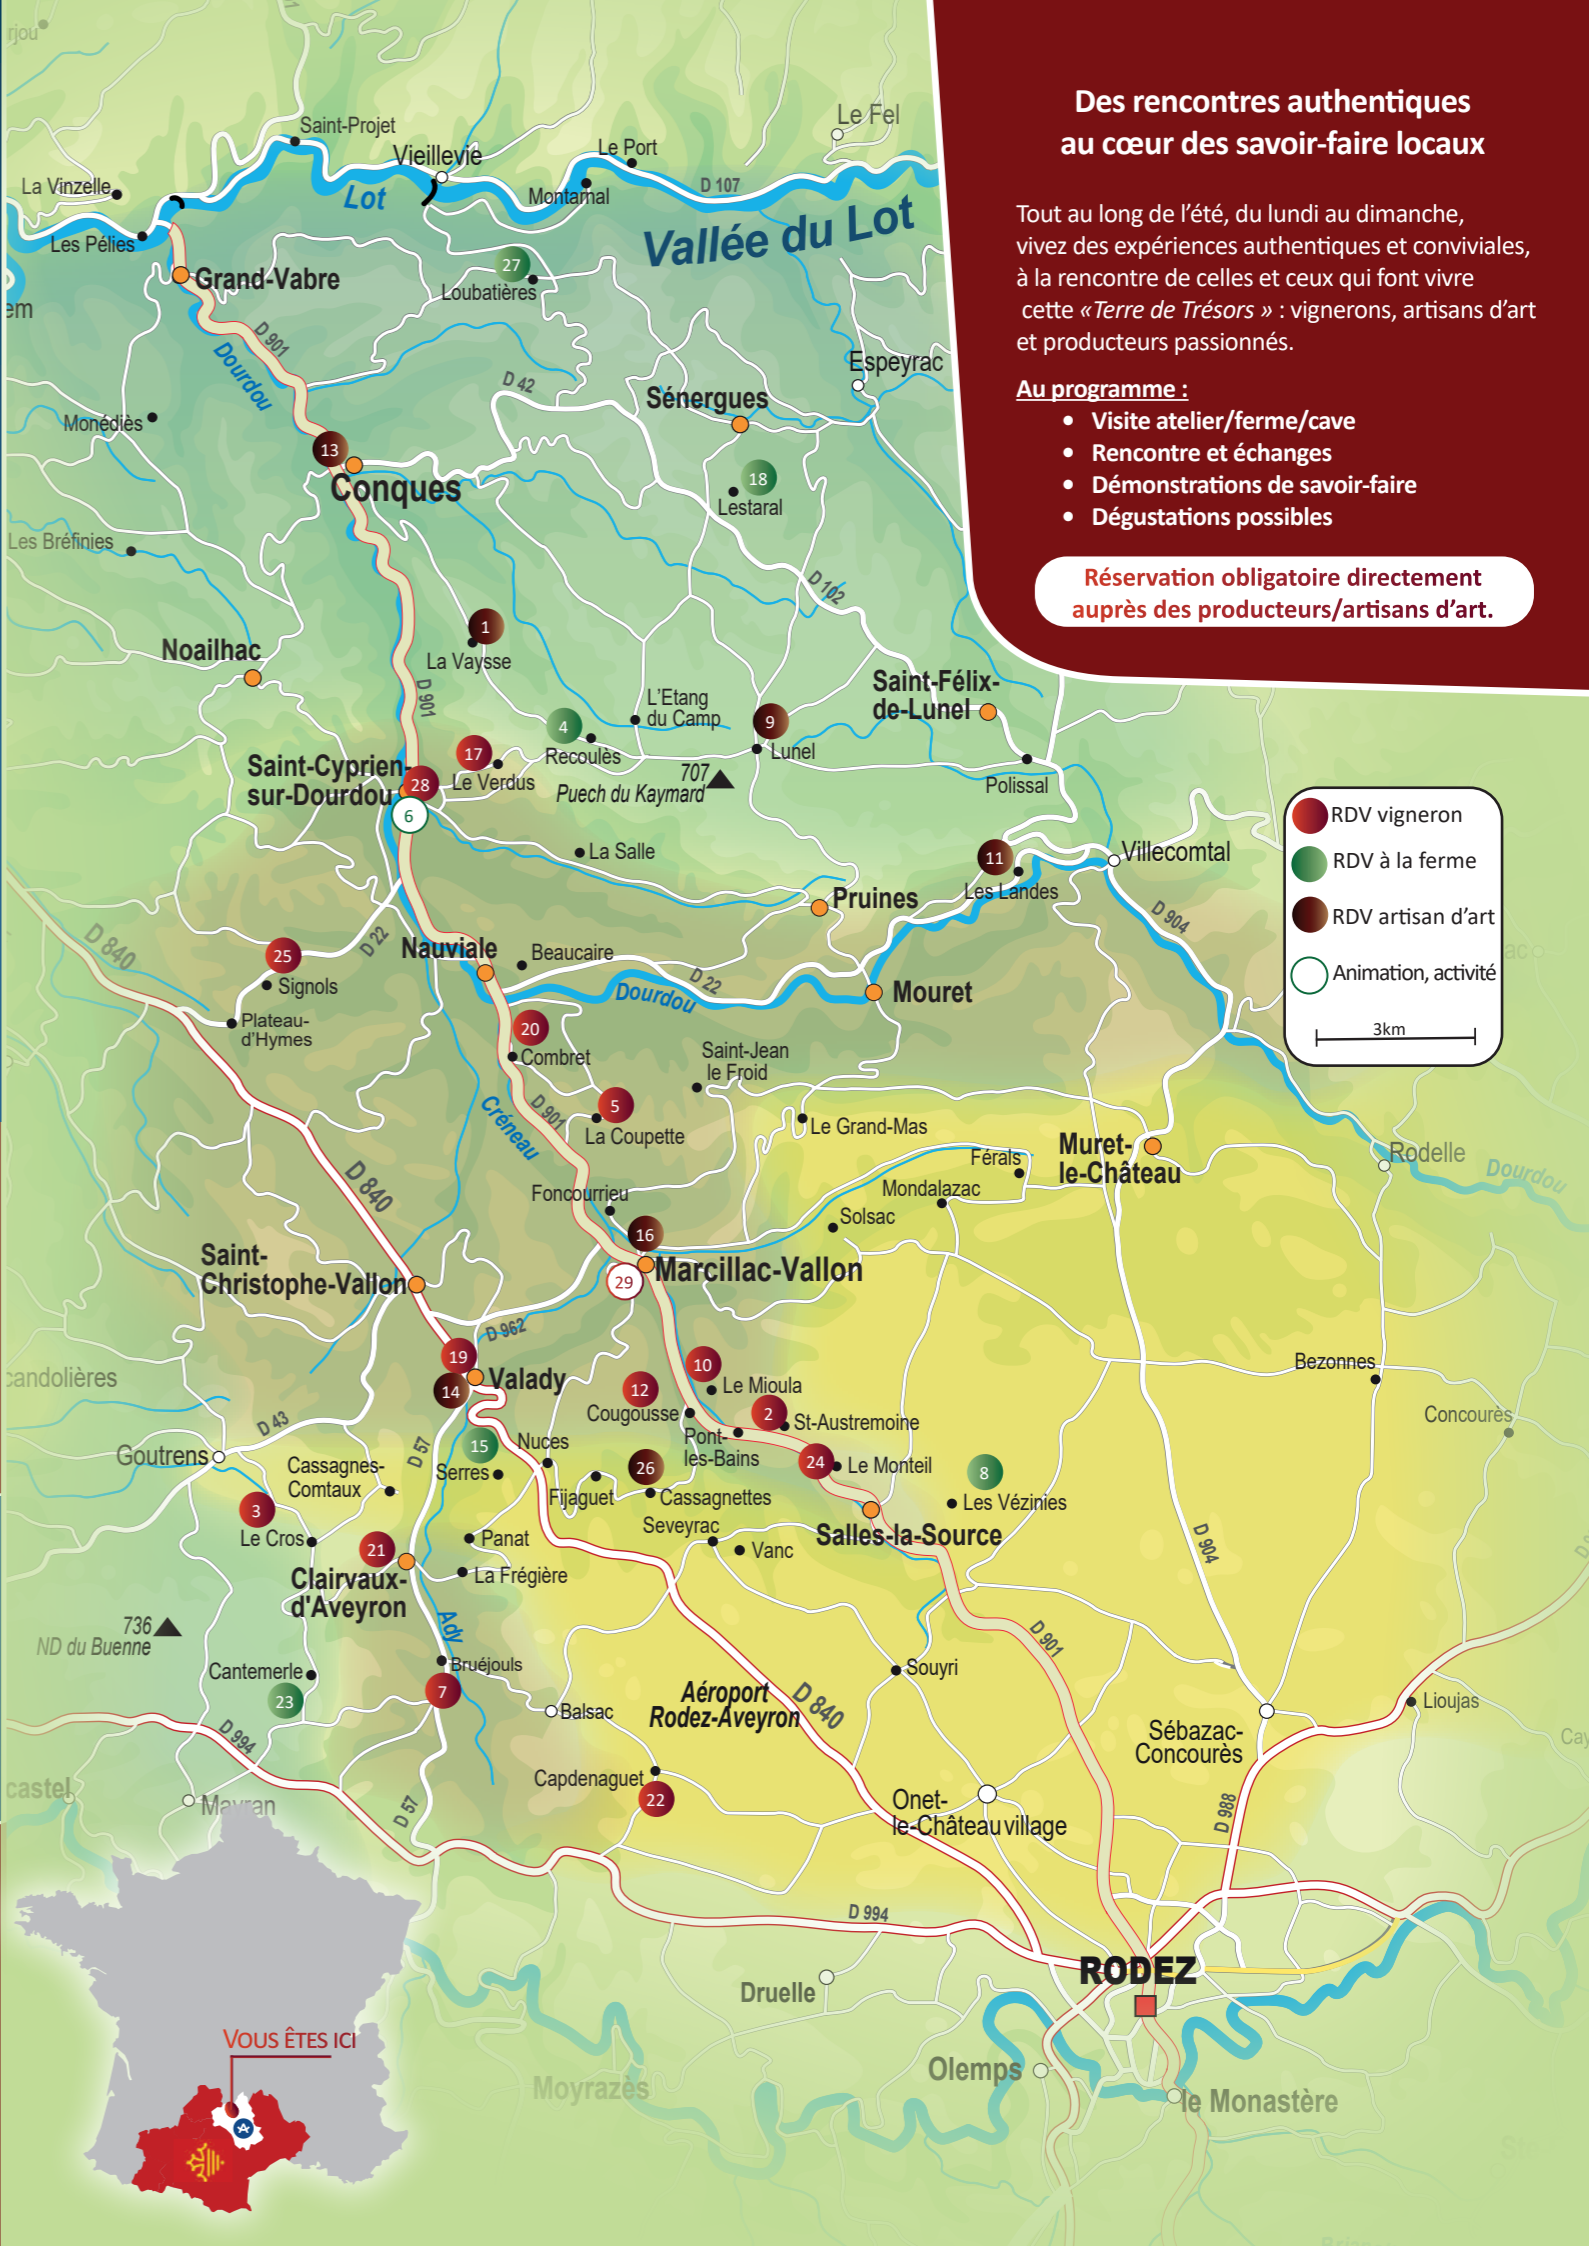 Des rencontres authentiques
au cœur des savoir-faire locaux
Tout au long de l'été, du lundi au dimanche,
vivez des expériences authentiques et conviviales,
à la rencontre de celles et ceux qui font vivre
cette «Terre de Trésors » : vignerons, artisans d'art
et producteurs passionnés.
Au programme :
• Visite atelier/ferme/cave
• Rencontre et échanges
• Démonstrations de savoir-faire
• Dégustations possibles
Réservation obligatoire directement
auprès des producteurs/artisans d'art.
Le Fel
Saint-Projet
Vieillevie
Le Port
La Vinzelle
Lot
Montarnal
D 107
Les Pélies
Vallée du Lot
Grand-Vabre
27
Loubatières
D 901
Dourdou
Espeyrac
D 42
Sénergues
Monédiès
13
Conques
18
Lestaral
Les Bréfinies
D 102
1
La Vaysse
Noailhac
D 901
Saint-Félix-
de-Lunel
L'Etang
du Camp
4
Recoulès
9
Lunel
17
Le Verdus
707
Puech du Kaymard
Polissal
Saint-Cyprien-
sur-Dourdou
28
6
RDV vigneron
RDV à la ferme
RDV artisan d'art
Animation, activité
3km
La Salle
11
Les Landes
Villecomtal
Pruines
D 904
D 840
25
Signols
D 22
Nauviale
Beaucaire
D 22
Dourdou
Mouret
Plateau-
d'Hymes
20
Combret
Saint-Jean
le Froid
5
La Coupette
D 901
Créneau
Le Grand-Mas
Férals
Muret-
le-Château
Rodelle
Dourdou
D 840
Foncourrieu
Mondalazac
Solsac
16
Marcillac-Vallon
29
Saint-
Christophe-Vallon
D 962
19
Valady
14
10
Le Mioula
Bezonnes
candolières
12
Cougousse
2
St-Austremoine
Concourès
D 43
Goutrens
D 57
15
Serres
Nuces
Pont-
les-Bains
24
Le Monteil
8
Les Vézinies
Cassagnes-
Comtaux
Fijaguet
26
Cassagnettes
3
Le Cros
Seveyrac
Vanc
Salles-la-Source
21
Clairvaux-
d'Aveyron
Panat
La Frégière
D 904
736
ND du Buenne
Ady
D 901
Cantemerle
23
Bruéjouls
7
Souyri
Balsac
Aéroport
Rodez-Aveyron
D 840
Lioujas
Sébazac-
Concourès
D 994
Capdenaguet
22
castel
Mayran
D 57
Onet-
le-Château village
D 988
D 994
RODEZ
Druelle
Olemps
Moyrazès
le Monastère
VOUS ÊTES ICI